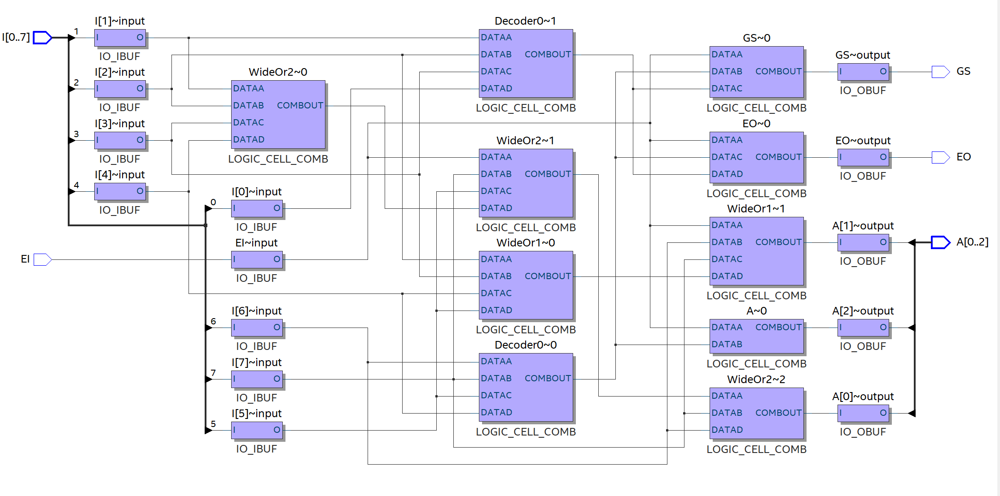 I[0..7]
1
I[1]~input
I O
IO_IBUF
2
I[2]~input
I O
IO_IBUF
3
I[3]~input
I O
IO_IBUF
4
I[4]~input
I O
IO_IBUF
WideOr2~0
DATAA
DATAB COMBOUT
DATAC
DATAD
LOGIC_CELL_COMB
0
I[0]~input
I O
IO_IBUF
EI
EI~input
I O
IO_IBUF
6
I[6]~input
I O
IO_IBUF
7
I[7]~input
I O
IO_IBUF
5
I[5]~input
I O
IO_IBUF
Decoder0~1
DATAA
DATAB COMBOUT
DATAC
DATAD
LOGIC_CELL_COMB
WideOr2~1
DATAA
DATAB COMBOUT
DATAC
DATAD
LOGIC_CELL_COMB
WideOr1~0
DATAA
DATAB COMBOUT
DATAC
DATAD
LOGIC_CELL_COMB
Decoder0~0
DATAA
DATAB COMBOUT
DATAC
DATAD
LOGIC_CELL_COMB
GS~0
DATAA
DATAB COMBOUT
DATAC
LOGIC_CELL_COMB
EO~0
DATAA
DATAC COMBOUT
DATAD
LOGIC_CELL_COMB
WideOr1~1
DATAA
DATAB COMBOUT
DATAC
DATAD
LOGIC_CELL_COMB
A~0
DATAA COMBOUT
DATAB
LOGIC_CELL_COMB
WideOr2~2
DATAA
DATAB COMBOUT
DATAD
LOGIC_CELL_COMB
GS~output
I O
IO_OBUF
GS
EO~output
I O
IO_OBUF
EO
A[1]~output
I O
IO_OBUF
A[0..2]
A[2]~output
I O
IO_OBUF
A[0]~output
I O
IO_OBUF